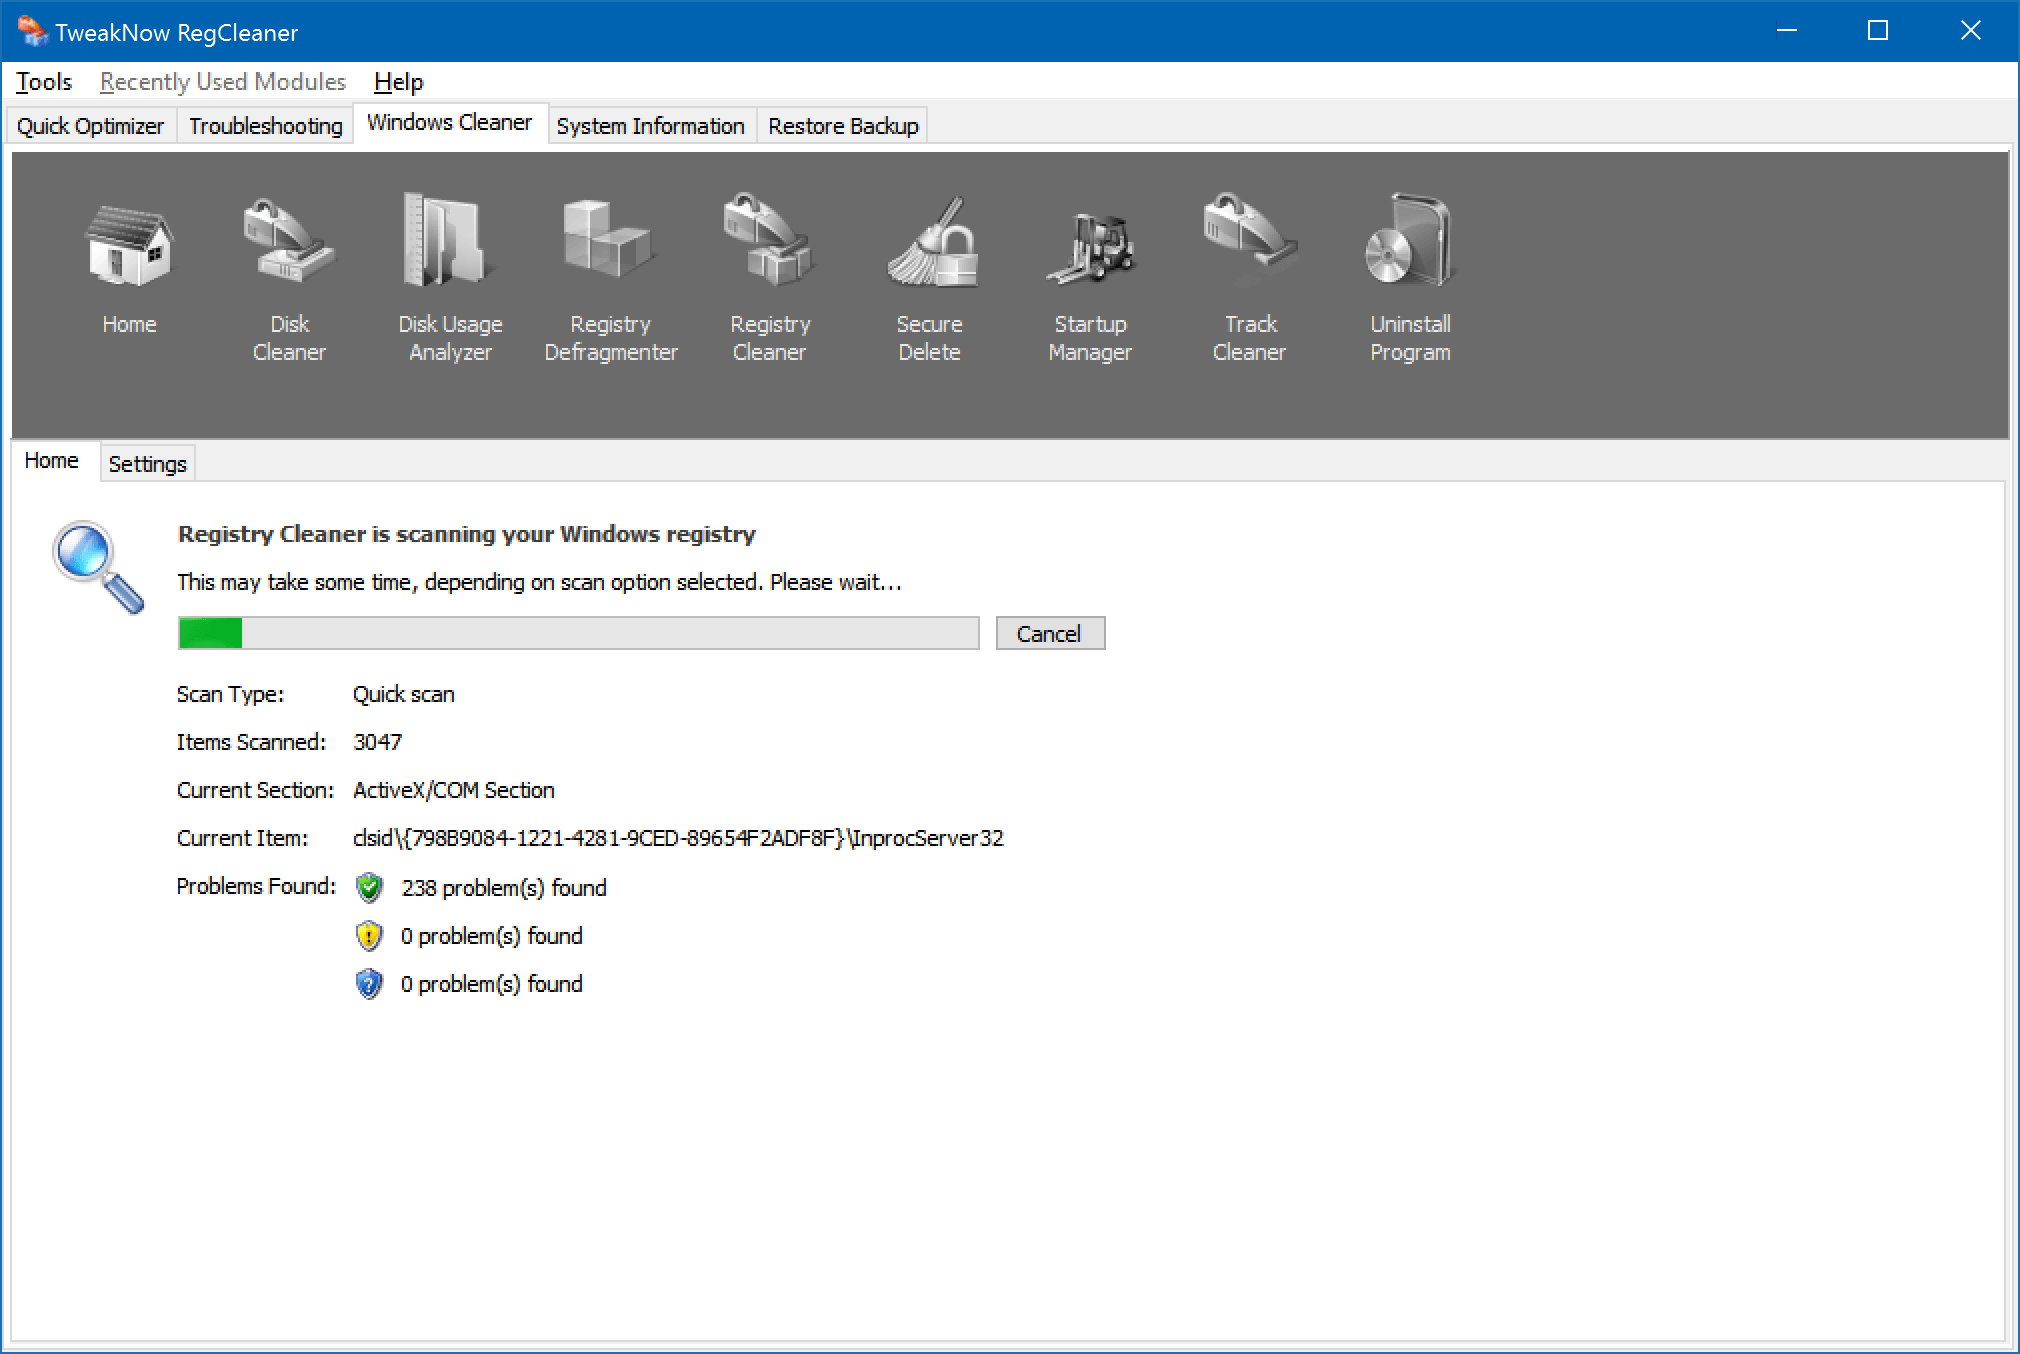 TweakNow RegCleaner
Tools Recently Used Modules Help
Quick Optimizer Troubleshooting Windows Cleaner System Information Restore Backup
Home Disk Cleaner Disk Usage Analyzer Registry Defragmenter Registry Cleaner Secure Delete Startup Manager Track Cleaner Uninstall Program
Home Settings
Registry Cleaner is scanning your Windows registry
This may take some time, depending on scan option selected. Please wait...
Cancel
Scan Type: Quick scan
Items Scanned: 3047
Current Section: ActiveX/COM Section
Current Item: clsid\{798B9084-1221-4281-9CED-89654F2ADF8F}\InprocServer32
Problems Found: 238 problem(s) found
0 problem(s) found
0 problem(s) found